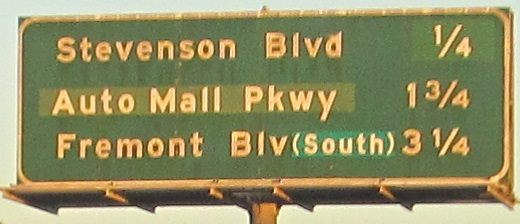 Stevenson Blvd 1/4
Auto Mall Pkwy 1 3/4
Fremont Blv(South) 3 1/4